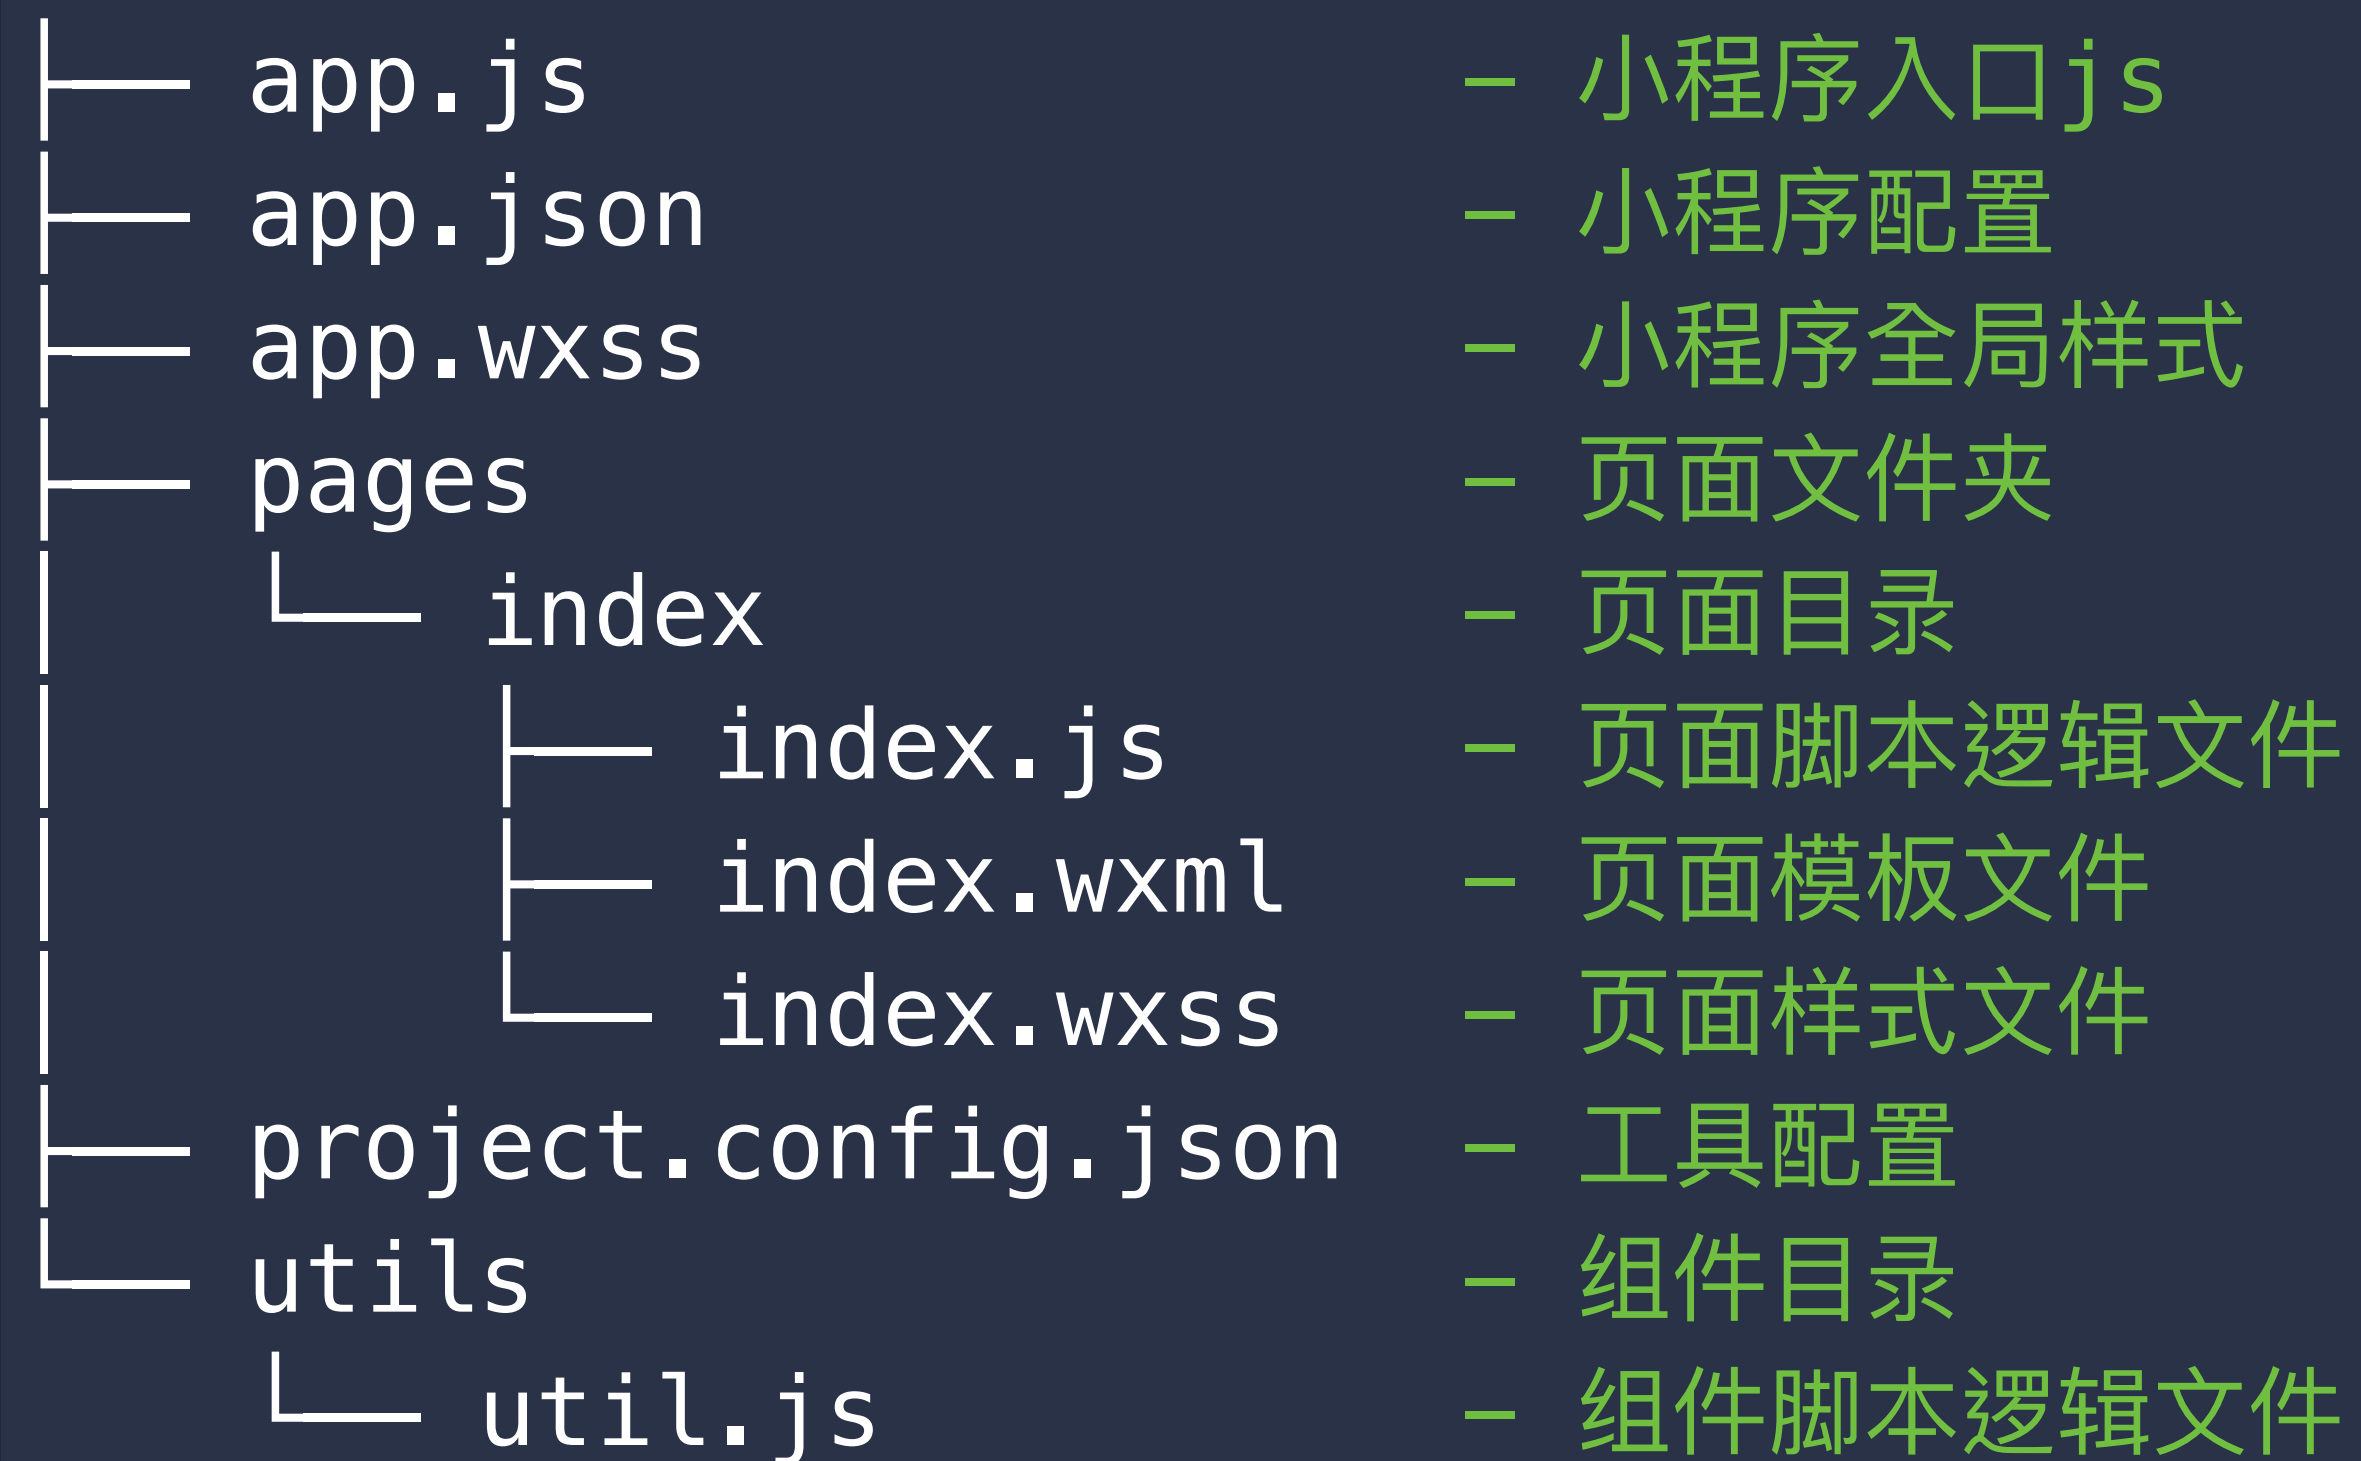 ├── app.js - 小程序入口js
├── app.json - 小程序配置
├── app.wxss - 小程序全局样式
├── pages - 页面文件夹
│   └── index - 页面目录
│       ├── index.js - 页面脚本逻辑文件
│       ├── index.wxml - 页面模板文件
│       └── index.wxss - 页面样式文件
├── project.config.json - 工具配置
└── utils - 组件目录
    └── util.js - 组件脚本逻辑文件